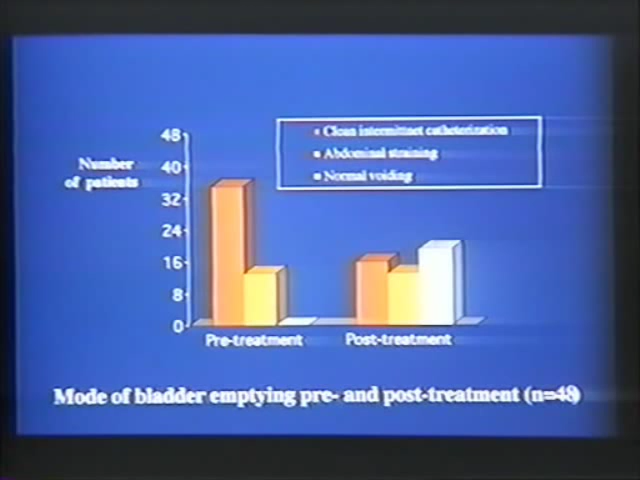 48
Clean intermittnet catheterization
Number
of patients
40
Abdominal straining
Normal voiding
32
24
16
8
0
Pre-treatment
Post-treatment
Mode of bladder emptying pre- and post-treatment (n=48)